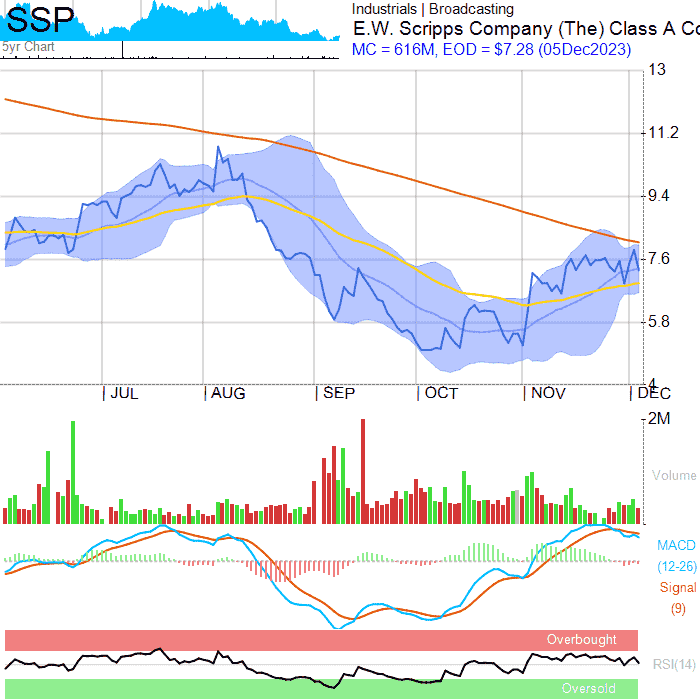 SSP
5yr Chart
Industrials | Broadcasting
E.W. Scripps Company (The) Class A Co
MC = 616M, EOD = $7.28 (05Dec2023)
13
11.2
9.4
7.6
5.8
4
JUL AUG SEP OCT NOV DEC
2M
Volume
MACD
(12-26)
Signal
(9)
Overbought
RSI(14)
Oversold